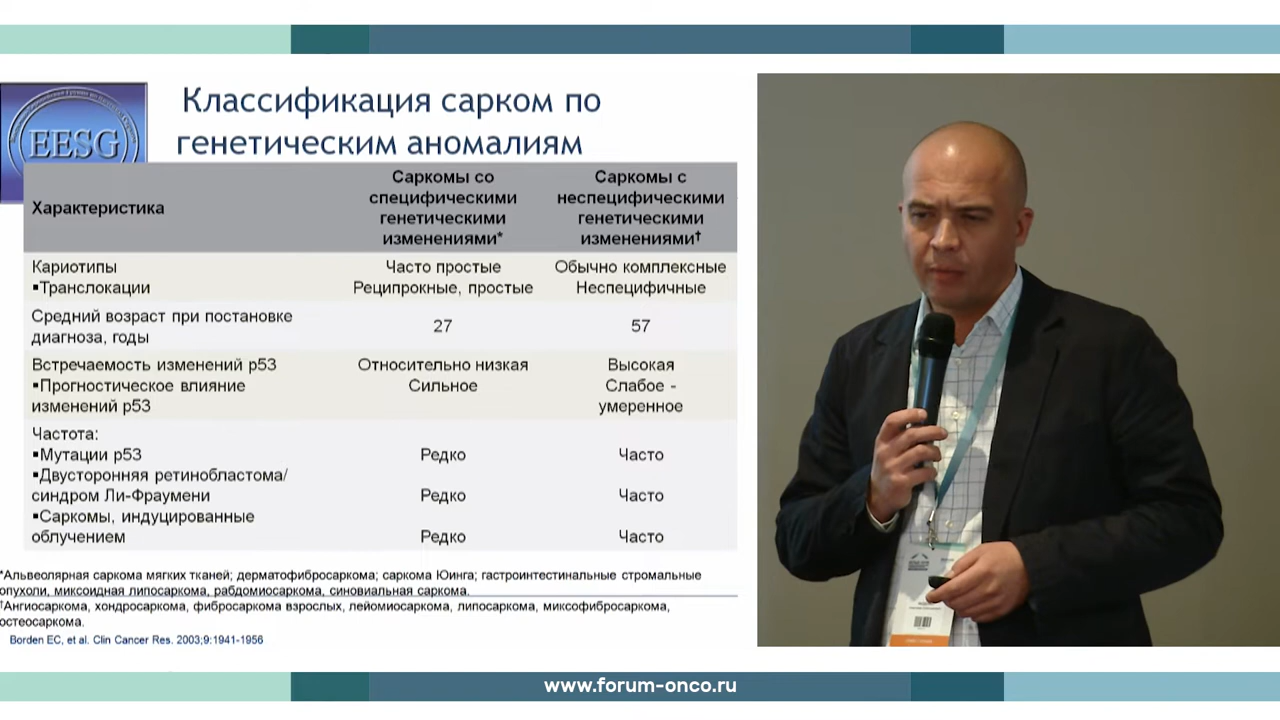 EESG
Классификация сарком по
генетическим аномалиям
Характеристика
Саркомы со
специфическими
генетическими
изменениями*
Саркомы с
неспецифическими
генетическими
изменениями†
Кариотипы
Часто простые
Обычно комплексные
▪Транслокации
Реципрокные, простые
Неспецифичные
Средний возраст при постановке
диагноза, годы
27
57
Встречаемость изменений р53
Относительно низкая
Высокая
▪Прогностическое влияние
изменений р53
Сильное
Слабое -
умеренное
Частота:
▪Мутации р53
Редко
Часто
▪Двусторонняя ретинобластома/
синдром Ли-Фраумени
Редко
Часто
▪Саркомы, индуцированные
облучением
Редко
Часто
*Альвеолярная саркома мягких тканей; дерматофибросаркома; саркома Юинга; гастроинтестинальные стромальные
опухоли, миксоидная липосаркома, рабдомиосаркома, синовиальная саркома.
†Ангиосаркома, хондросаркома, фибросаркома взрослых, лейомиосаркома, липосаркома, миксофибросаркома,
остеосаркома.
Borden EC, et al. Clin Cancer Res. 2003;9:1941-1956
www.forum-onco.ru